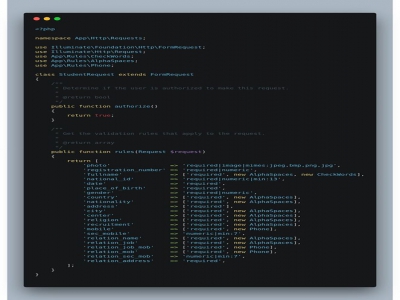 <?php
namespace App\Http\Requests;
use Illuminate\Foundation\Http\FormRequest;
use Illuminate\Http\Request;
use App\Rules\CheckWords;
use App\Rules\AlphaSpaces;
use App\Rules\Phone;
class StudentRequest extends FormRequest
{
/**
* Determine if the user is authorized to make this request.
*
* @return bool
*/
public function authorize()
{
return true;
}
/**
* Get the validation rules that apply to the request.
*
* @return array
*/
public function rules(Request $request)
{
return [
'photo' => 'required|image|mimes:jpeg,bmp,png,jpg',
'registration_number' => 'required|numeric',
'fullname' => ['required', new AlphaSpaces, new CheckWords],
'national_id' => 'required|numeric|min:13',
'date' => 'required',
'place_of_birth' => 'required',
'gender' => 'required|numeric',
'country' => ['required', new AlphaSpaces],
'nationality' => ['required', new AlphaSpaces],
'address' => ['required'],
'city' => ['required', new AlphaSpaces],
'center' => ['required', new AlphaSpaces],
'religion' => ['required', new AlphaSpaces],
'recruitment' => ['required', new AlphaSpaces],
'mobile' => ['required', new Phone],
'sec_mobile' => 'numeric|min:7',
'relation_name' => ['required', new AlphaSpaces],
'relation_job' => ['required', new AlphaSpaces],
'relation_job_mob' => ['required', new Phone],
'relation_mob' => ['required', new Phone],
'relation_sec_mob' => 'numeric|min:7',
'relation_address' => 'required',
];
}
}